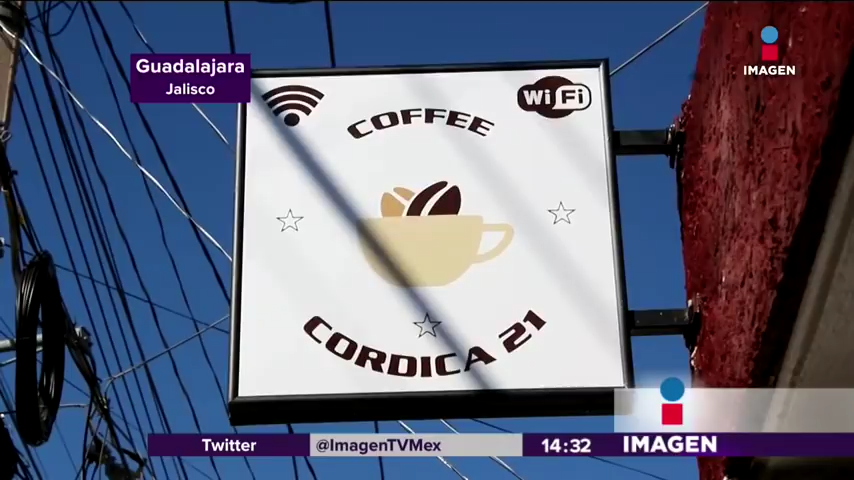 Guadalajara
Jalisco
IMAGEN
WiFi
COFFEE
CORDICA 21
Twitter
@ImagenTVMex
14:32
IMAGEN